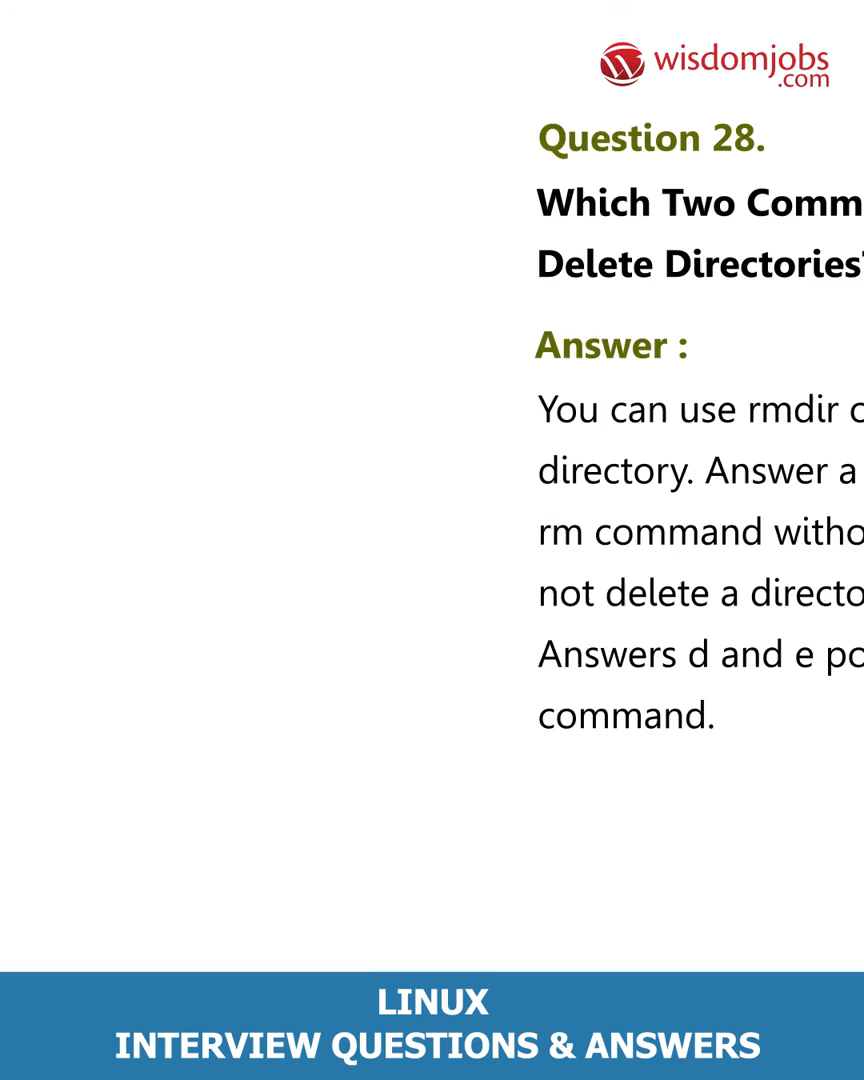 wisdomjobs
.com
Question 28.
Which Two Comm
Delete Directories?
Answer :
You can use rmdir
directory. Answer a
rm command witho
not delete a directo
Answers d and e po
command.
LINUX
INTERVIEW QUESTIONS & ANSWERS